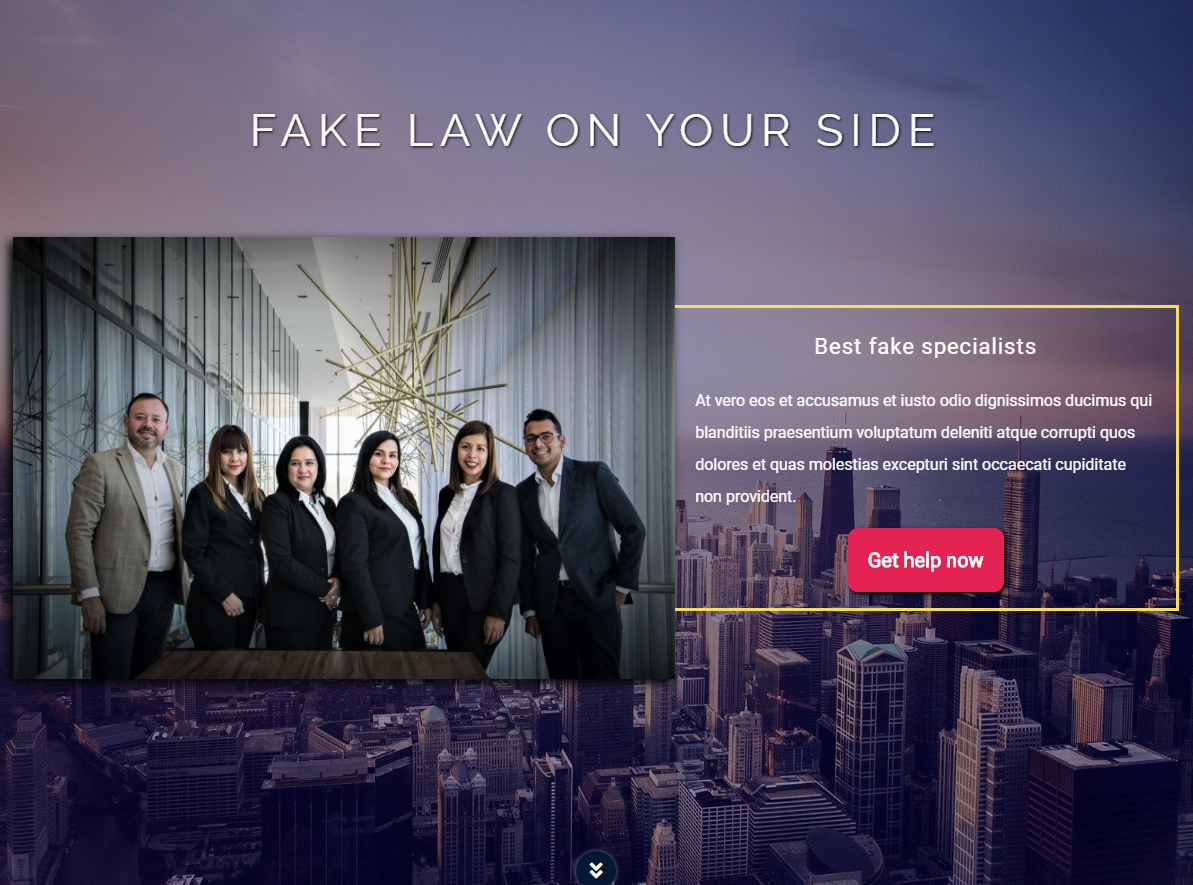 FAKE LAW ON YOUR SIDE
Best fake specialists
At vero eos et accusamus et iusto odio dignissimos ducimus qui
blanditiis praesentium voluptatum deleniti atque corrupti quos
dolores et quas molestias excepturi sint occaecati cupiditate
non provident.
Get help now